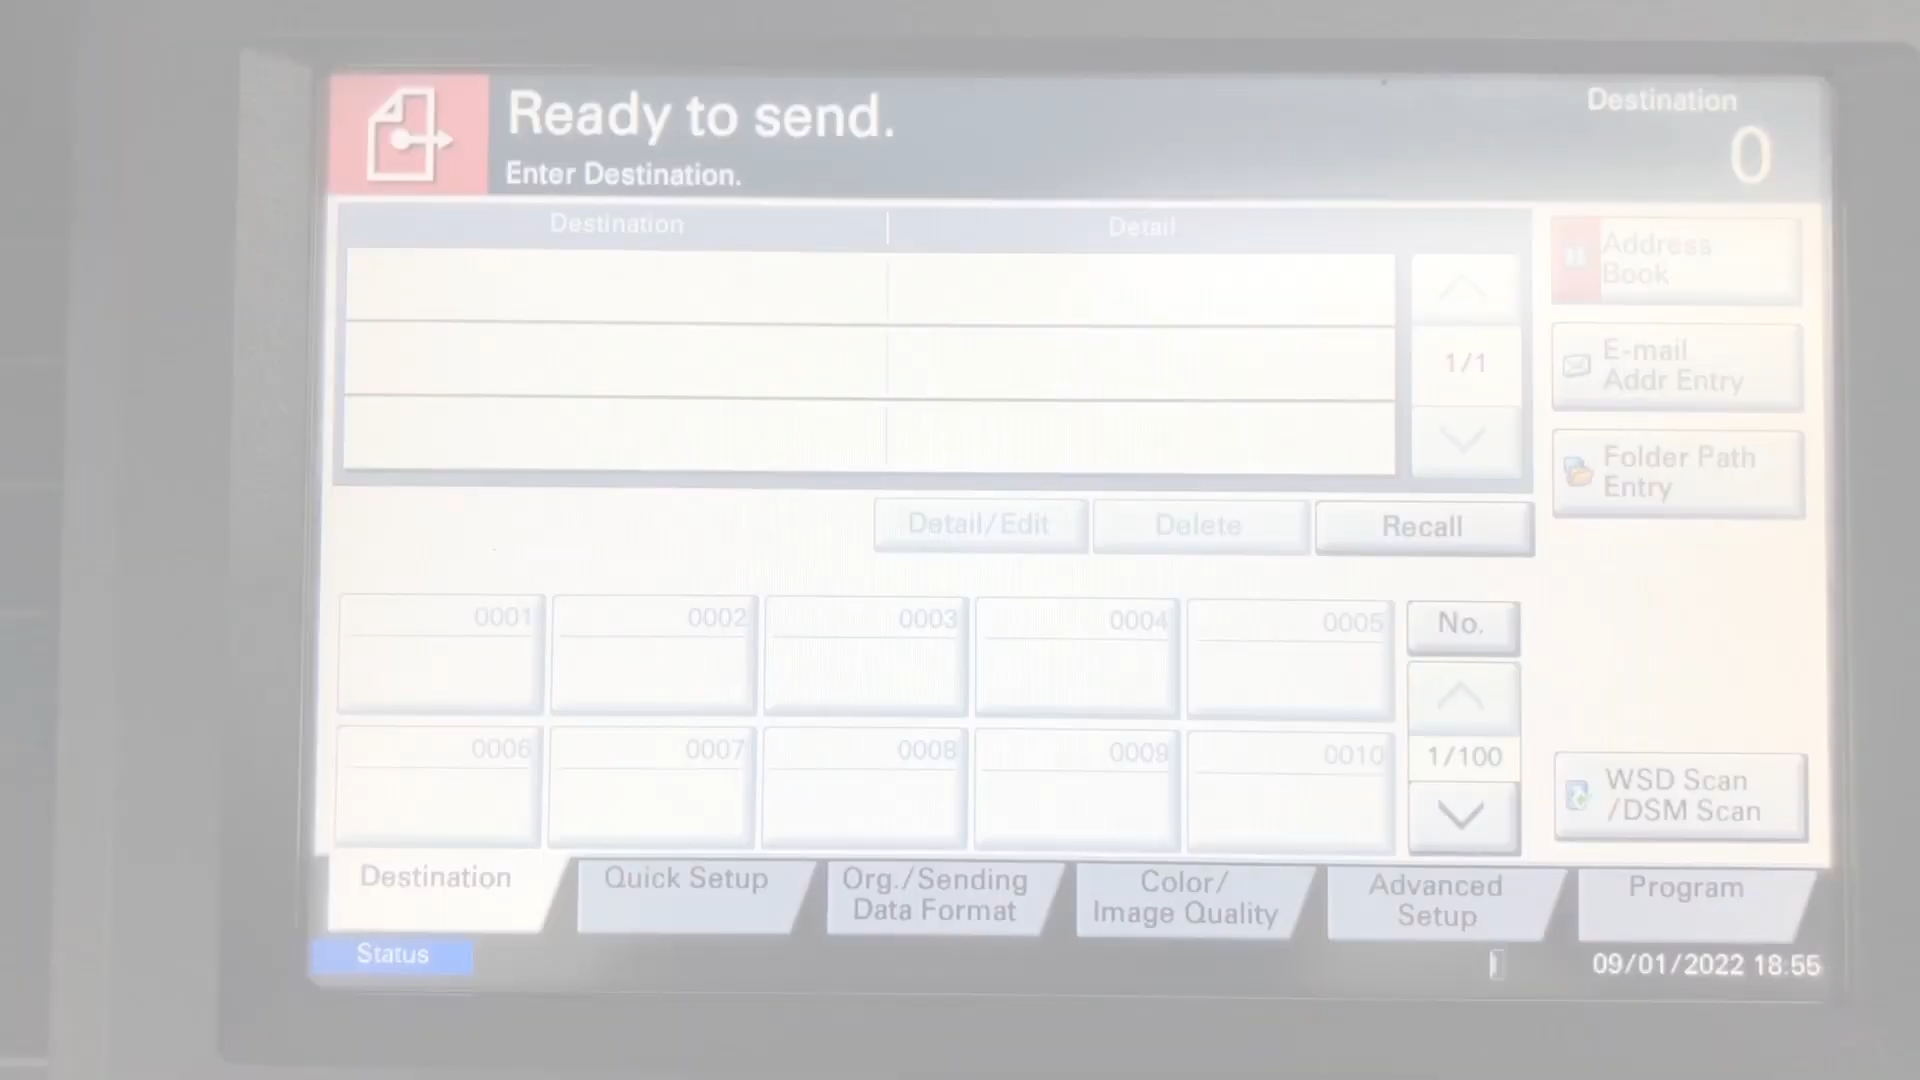 Ready to send.
Enter Destination.
Destination
0
Destination
Detail
1/1
Address
Book
E-mail
Addr Entry
Folder Path
Entry
Detail/Edit
Delete
Recall
0001
0002
0003
0004
0005
No.
0006
0007
0008
0009
0010
1/100
WSD Scan
/DSM Scan
Destination
Quick Setup
Org./Sending
Data Format
Color/
Image Quality
Advanced
Setup
Program
Status
09/01/2022 18:55